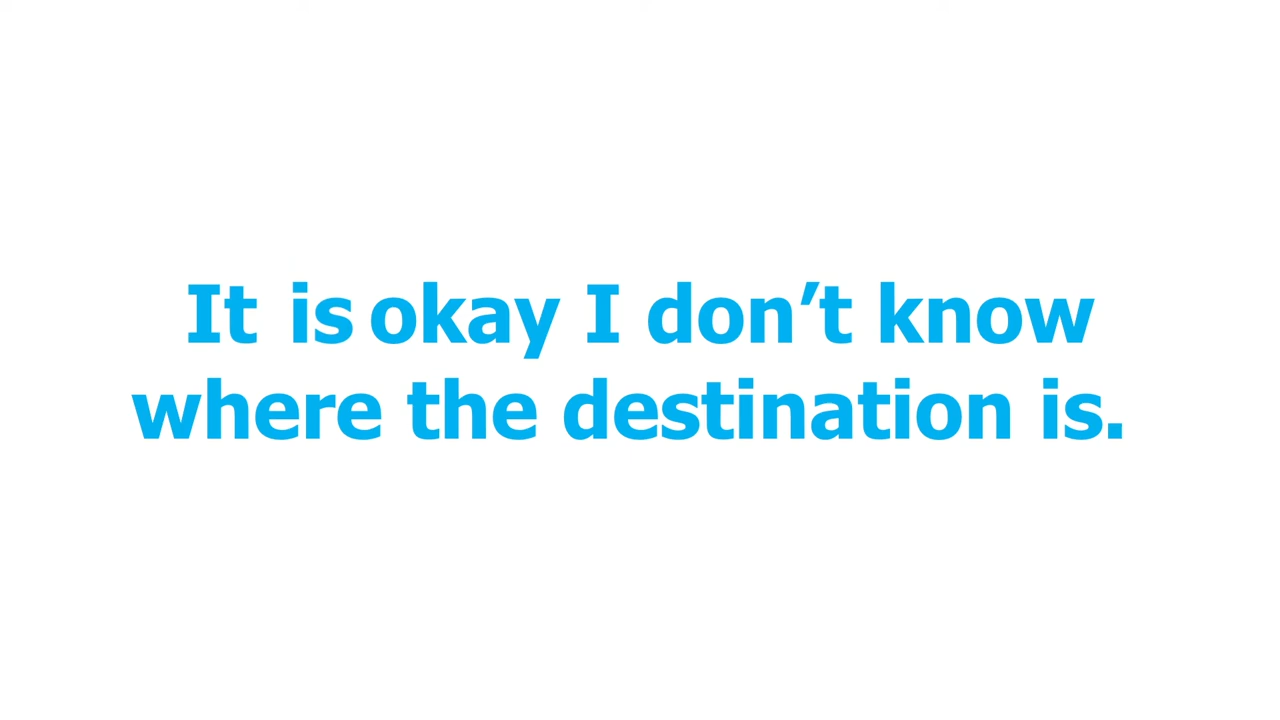 It is okay I don’t know
where the destination is.